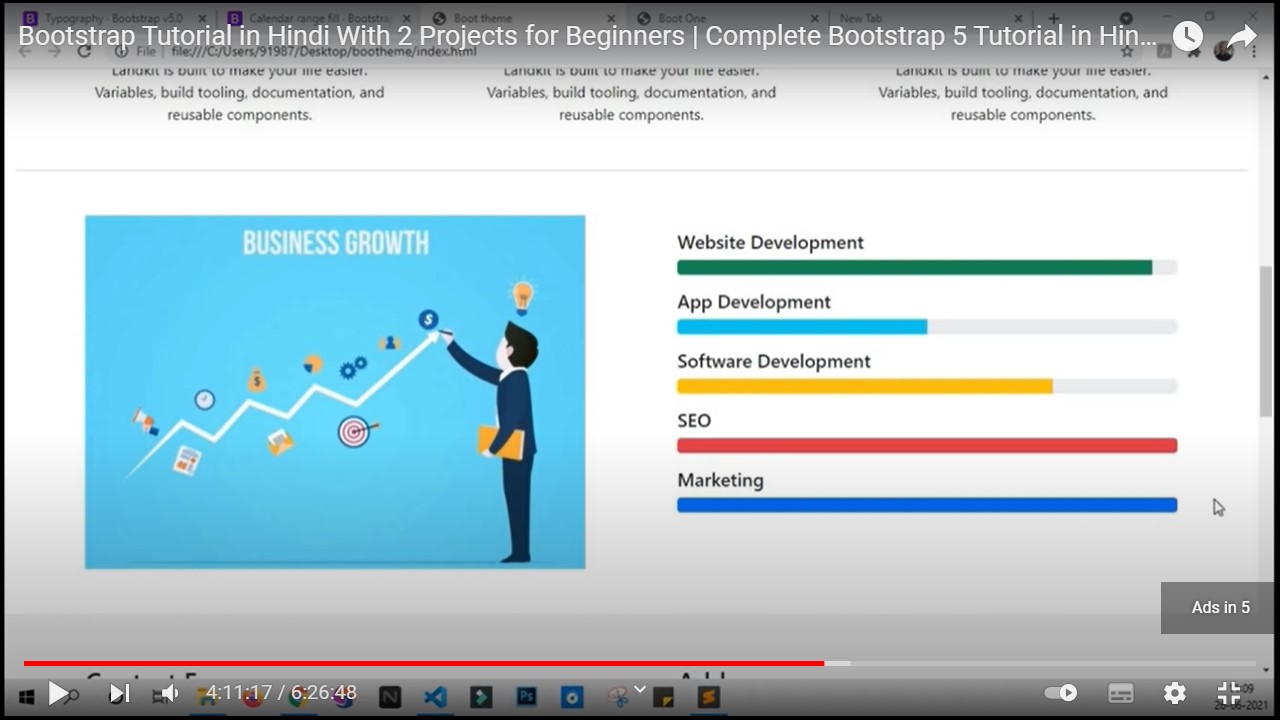 Typography - Bootstrap v5.0
Calendar range fill - Bootstra
Boot theme
Boot One
New Tab
Bootstrap Tutorial in Hindi With 2 Projects for Beginners | Complete Bootstrap 5 Tutorial in Hin...
File | file:///C:/Users/91987/Desktop/bootheme/index.html
Landkit is built to make your life easier.
Variables, build tooling, documentation, and
reusable components.
Landkit is built to make your life easier.
Variables, build tooling, documentation, and
reusable components.
Landkit is built to make your life easier.
Variables, build tooling, documentation, and
reusable components.
BUSINESS GROWTH
Website Development
App Development
Software Development
SEO
Marketing
Ads in 5
4:11:17 / 6:26:48